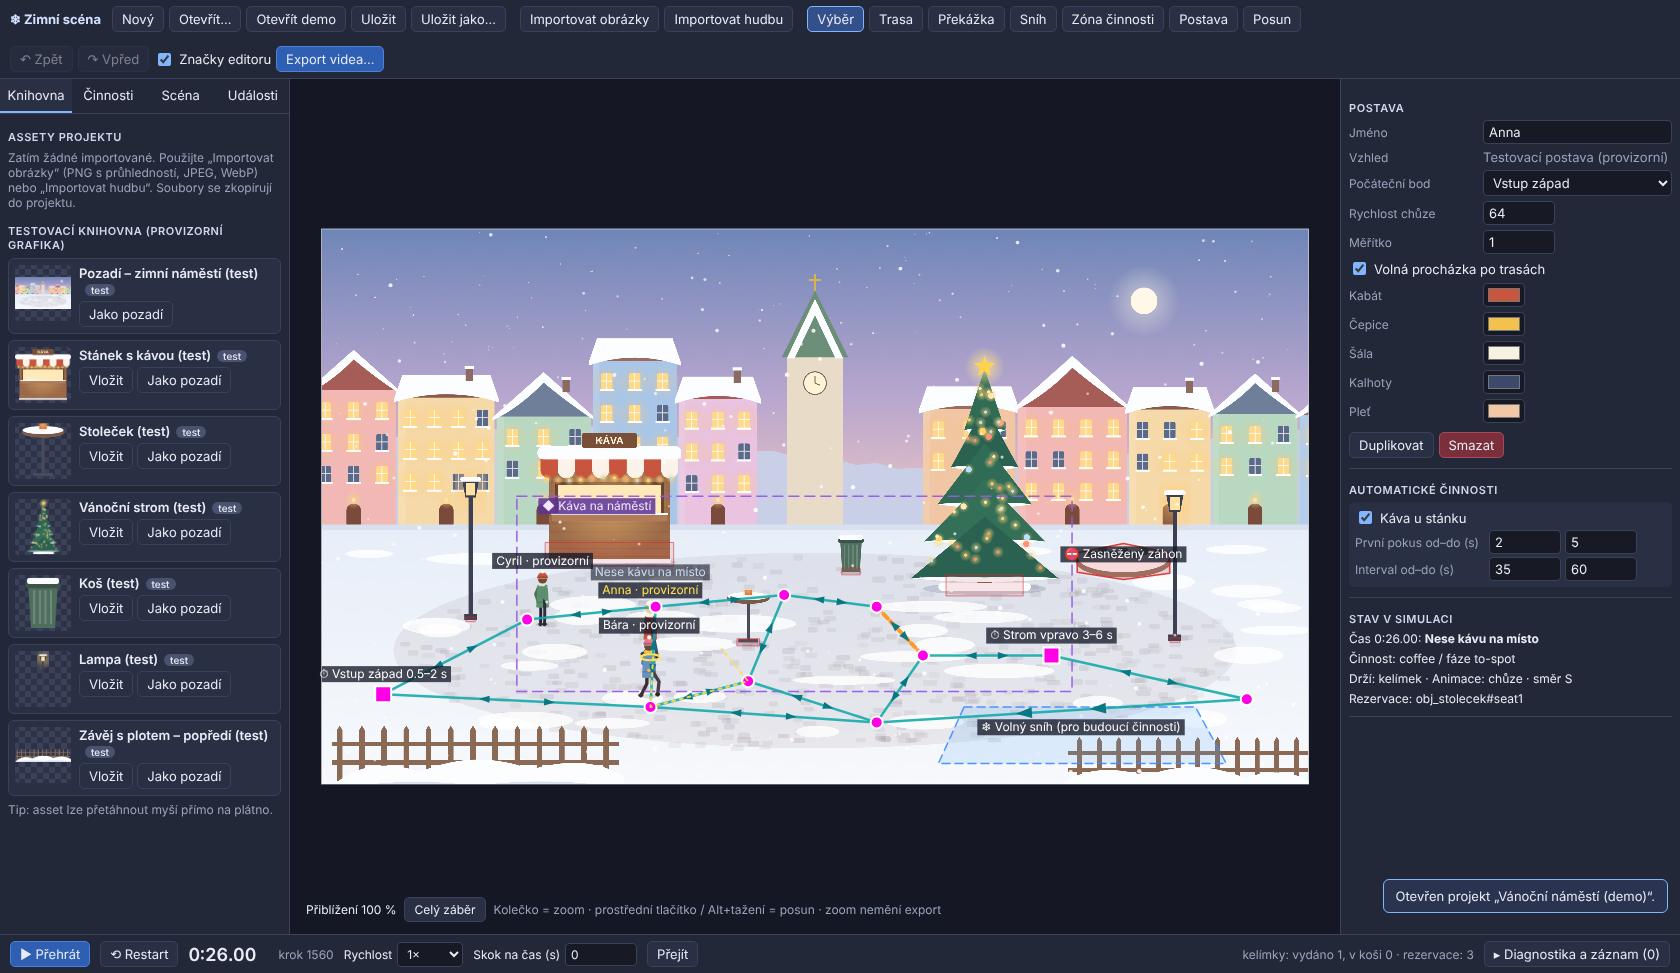 ❄ Zimní scéna Nový Otevřít… Otevřít demo Uložit Uložit jako… Importovat obrázky Importovat hudbu Výběr Trasa Překážka Sníh Zóna činnosti Postava Posun
↶ Zpět ↷ Vpřed Značky editoru Export videa…
Knihovna Činnosti Scéna Události
ASSETY PROJEKTU
Zatím žádné importované. Použijte „Importovat
obrázky“ (PNG s průhledností, JPEG, WebP)
nebo „Importovat hudbu“. Soubory se zkopírují
do projektu.
TESTOVACÍ KNIHOVNA (PROVIZORNÍ
GRAFIKA)
Pozadí – zimní náměstí (test)
test
Jako pozadí
Stánek s kávou (test) test
Vložit Jako pozadí
Stoleček (test) test
Vložit Jako pozadí
Vánoční strom (test) test
Vložit Jako pozadí
Koš (test) test
Vložit Jako pozadí
Lampa (test) test
Vložit Jako pozadí
Závěj s plotem – popředí (test)
test
Vložit Jako pozadí
Tip: asset lze přetáhnout myší přímo na plátno.
KÁVA
◆ Káva na náměstí
Cyril · provizorní
Nese kávu na místo
Anna · provizorní
Bára · provizorní
⛔ Zasněžený záhon
⏱ Strom vpravo 3–6 s
⏱ Vstup západ 0.5–2 s
❄ Volný sníh (pro budoucí činnosti)
Přiblížení 100 % Celý záběr Kolečko = zoom · prostřední tlačítko / Alt+tažení = posun · zoom nemění export
POSTAVA
Jméno Anna
Vzhled Testovací postava (provizorní)
Počáteční bod Vstup západ
Rychlost chůze 64
Měřítko 1
Volná procházka po trasách
Kabát
Čepice
Šála
Kalhoty
Pleť
Duplikovat Smazat
AUTOMATICKÉ ČINNOSTI
Káva u stánku
První pokus od–do (s) 2 5
Interval od–do (s) 35 60
STAV V SIMULACI
Čas 0:26.00: Nese kávu na místo
Činnost: coffee / fáze to-spot
Drží: kelímek · Animace: chůze · směr S
Rezervace: obj_stolecek#seat1
Otevřen projekt „Vánoční náměstí (demo)“.
▶ Přehrát ⟲ Restart 0:26.00 krok 1560 Rychlost 1× Skok na čas (s) 0 Přejít kelímky: vydáno 1, v koši 0 · rezervace: 3 ▸ Diagnostika a záznam (0)